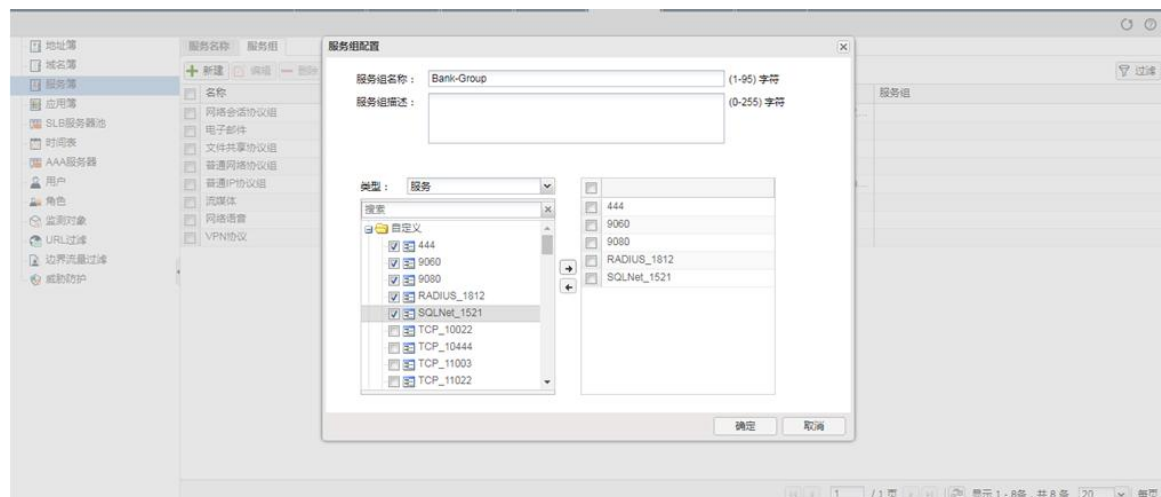 地址簿
域名簿
服务簿
应用簿
SLB服务器池
时间表
AAA服务器
用户
角色
监测对象
URL过滤
边界流量过滤
威胁防护
服务名称 服务组
新建 编辑 删除
过滤
名称
服务组
网络会话协议组
电子邮件
文件共享协议组
普通网络协议组
普通IP协议组
流媒体
网络语音
VPN协议
服务组配置
服务组名称： Bank-Group (1-95) 字符
服务组描述： (0-255) 字符
类型： 服务
搜索
自定义
444
9060
9080
RADIUS_1812
SQLNet_1521
TCP_10022
TCP_10444
TCP_11003
TCP_11022
444
9060
9080
RADIUS_1812
SQLNet_1521
确定 取消
1 / 1 页 显示 1 - 8条，共 8 条 20 每页